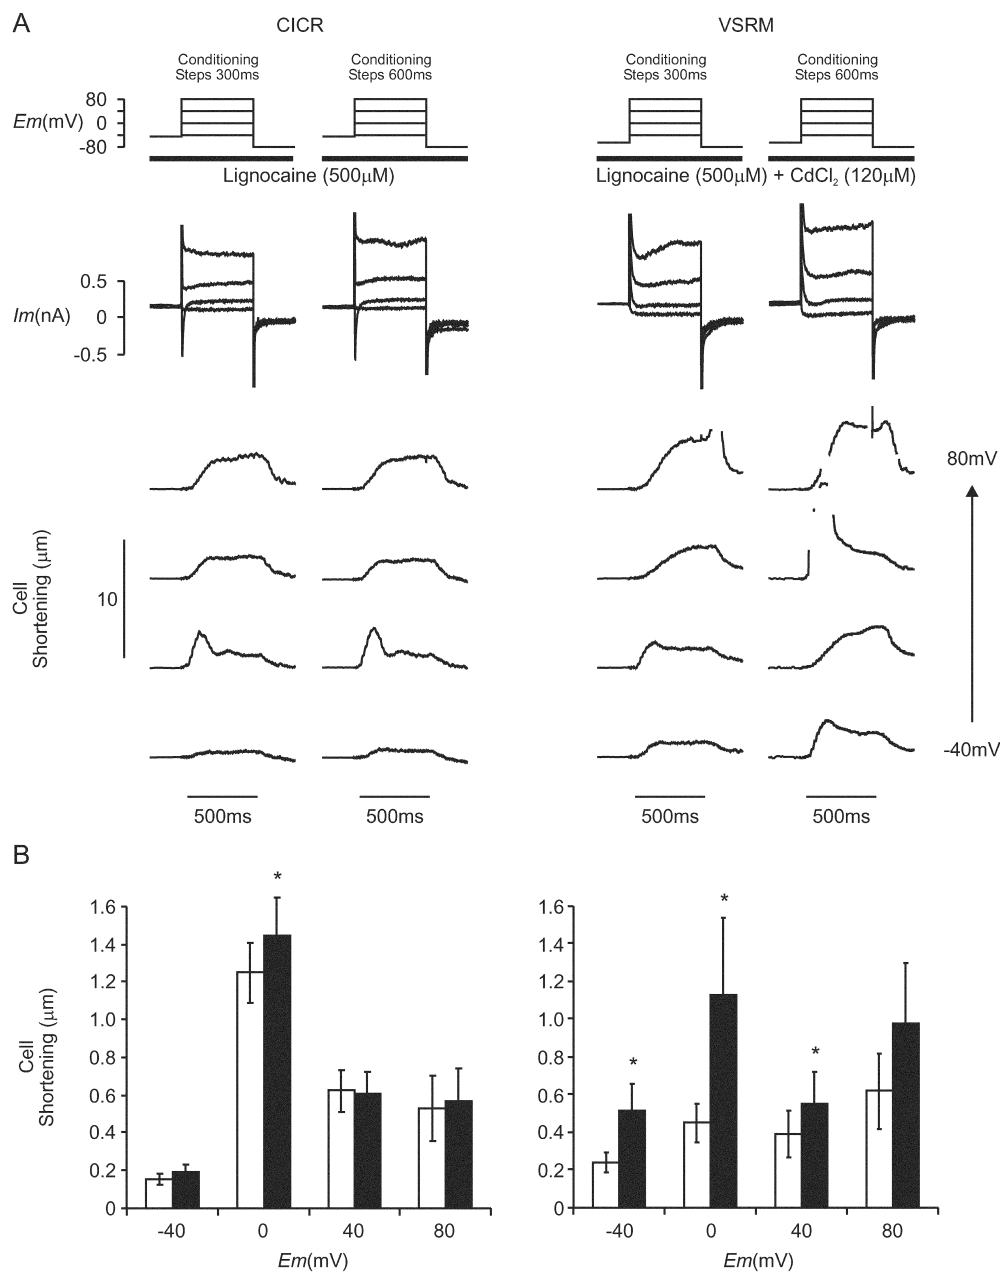 A
CICR
VSRM
Conditioning
Steps 300ms
Conditioning
Steps 600ms
Conditioning
Steps 300ms
Conditioning
Steps 600ms
80
Em(mV) 0
-80
Lignocaine (500μM)
Lignocaine (500μM) + CdCl₂ (120μM)
0.5
Im(nA) 0
-0.5
80mV
Cell
Shortening (μm)
10
-40mV
500ms
500ms
500ms
500ms
B
Cell
Shortening (μm)
1.6
1.4
1.2
1.0
0.8
0.6
0.4
0.2
0
*
-40 0 40 80
Em(mV)
Cell
Shortening (μm)
1.6
1.4
1.2
1.0
0.8
0.6
0.4
0.2
0
*
*
*
-40 0 40 80
Em(mV)